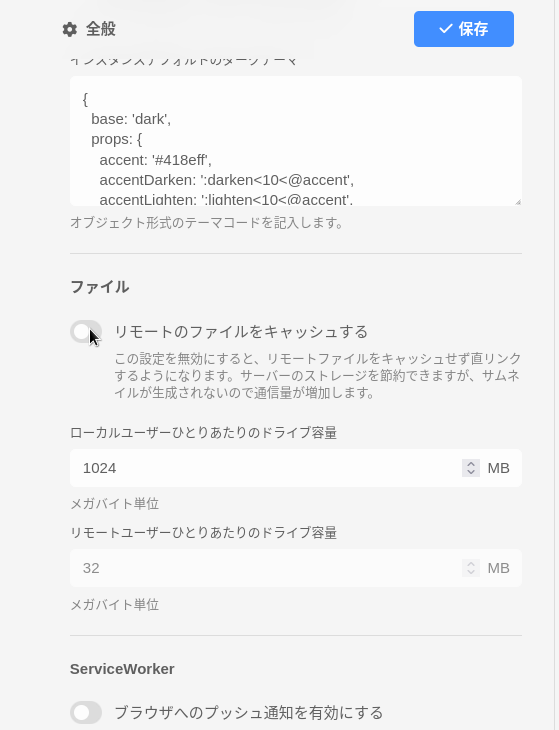 全般
保存
インスタンスデフォルトのダークテーマ
{
base: 'dark',
props: {
accent: '#418eff',
accentDarken: ':darken<10<@accent',
accentLighten: ':lighten<10<@accent',
オブジェクト形式のテーマコードを記入します。
ファイル
リモートのファイルをキャッシュする
この設定を無効にすると、リモートファイルをキャッシュせず直リンク
するようになります。サーバーのストレージを節約できますが、サムネ
イルが生成されないので通信量が増加します。
ローカルユーザーひとりあたりのドライブ容量
1024 MB
メガバイト単位
リモートユーザーひとりあたりのドライブ容量
32 MB
メガバイト単位
ServiceWorker
ブラウザへのプッシュ通知を有効にする